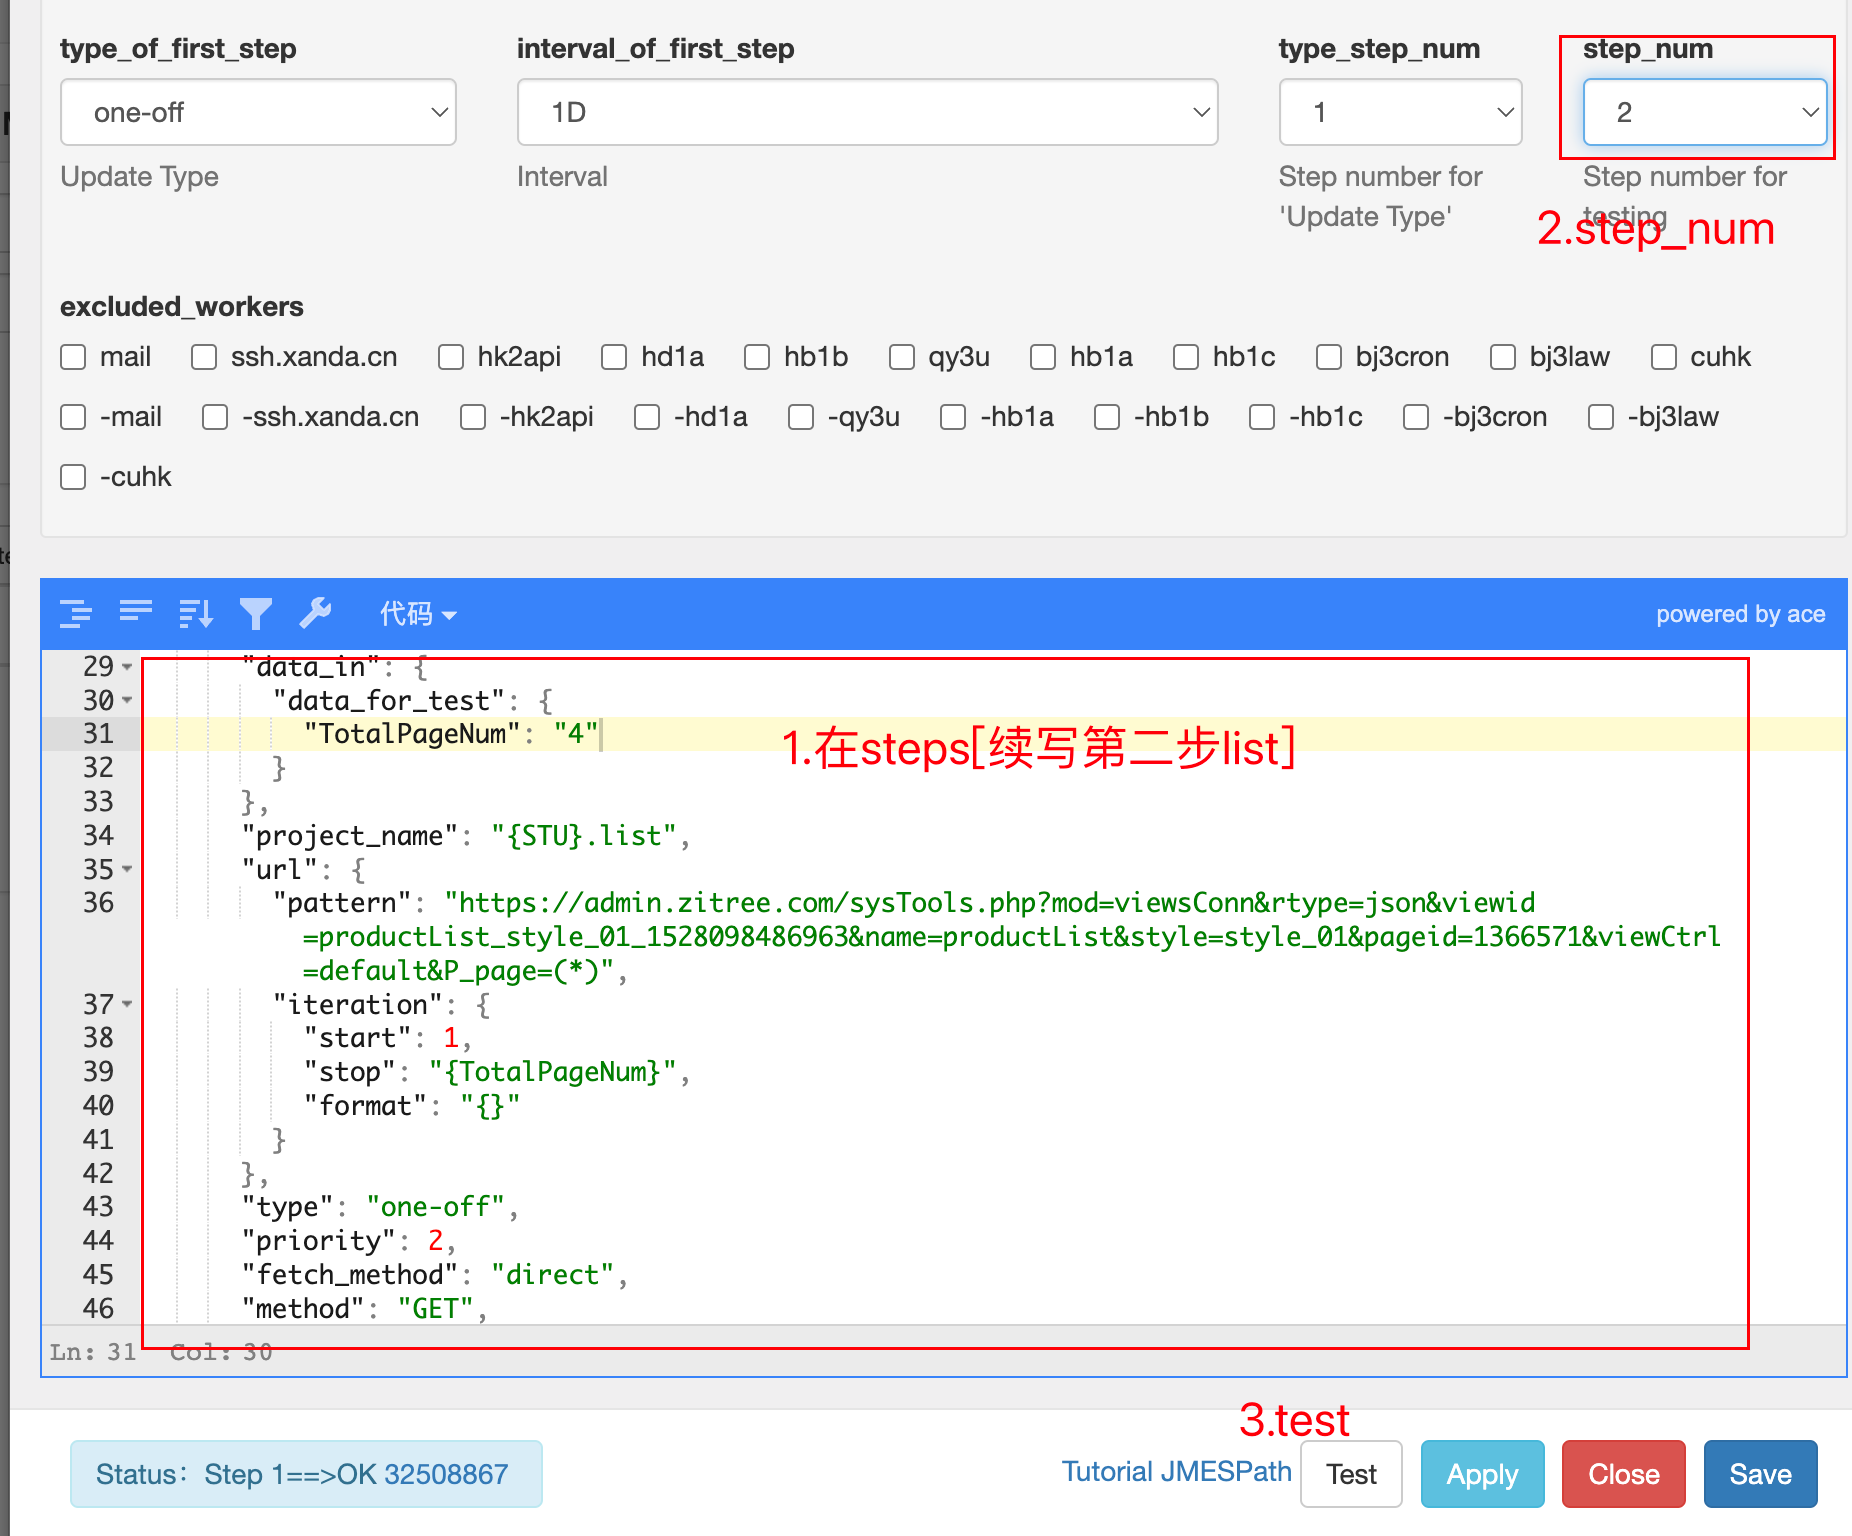 type_of_first_step
interval_of_first_step
type_step_num
step_num
one-off
1D
1
2
Update Type
Interval
Step number for
'Update Type'
Step number for
testing
2.step_num
excluded_workers
mail ssh.xanda.cn hk2api hd1a hb1b qy3u hb1a hb1c bj3cron bj3law cuhk
-mail -ssh.xanda.cn -hk2api -hd1a -qy3u -hb1a -hb1b -hb1c -bj3cron -bj3law
-cuhk
代码
powered by ace
29 "data_in": {
30 "data_for_test": {
31 "TotalPageNum": "4"
1.在steps[续写第二步list]
32 }
33 },
34 "project_name": "{STU}.list",
35 "url": {
36 "pattern": "https://admin.zitree.com/sysTools.php?mod=viewsConn&rtype=json&viewid
=productList_style_01_1528098486963&name=productList&style=style_01&pageid=1366571&viewCtrl
=default&P_page=(*)",
37 "iteration": {
38 "start": 1,
39 "stop": "{TotalPageNum}",
40 "format": "{}"
41 }
42 },
43 "type": "one-off",
44 "priority": 2,
45 "fetch_method": "direct",
46 "method": "GET",
Ln: 31 Col: 30
3.test
Status：Step 1==>OK 32508867
Tutorial JMESPath
Test
Apply
Close
Save